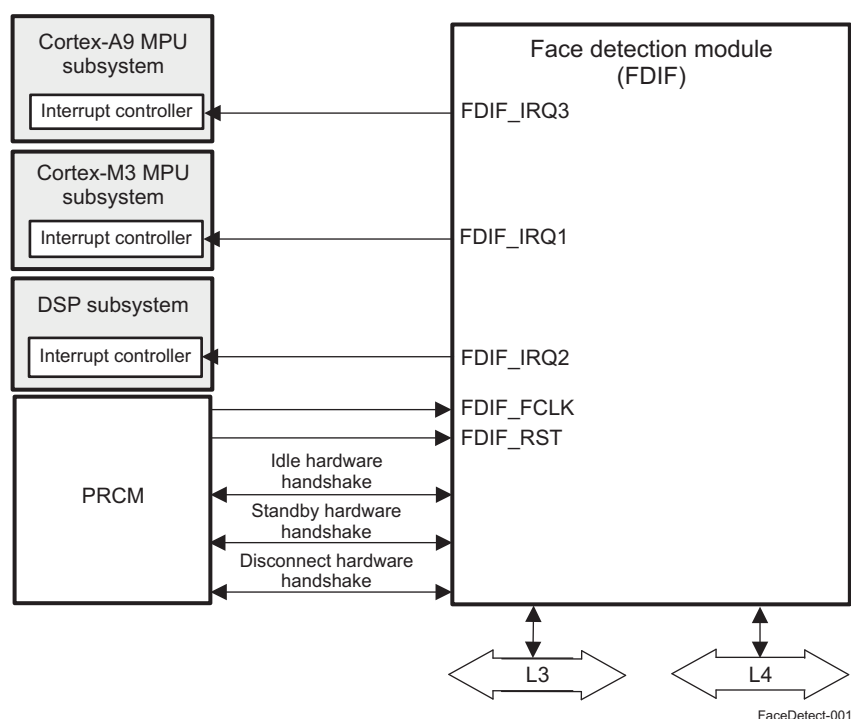 Cortex-A9 MPU
subsystem
Interrupt controller
Cortex-M3 MPU
subsystem
Interrupt controller
DSP subsystem
Interrupt controller
PRCM
Idle hardware
handshake
Standby hardware
handshake
Disconnect hardware
handshake
Face detection module
(FDIF)
FDIF_IRQ3
FDIF_IRQ1
FDIF_IRQ2
FDIF_FCLK
FDIF_RST
L3
L4
FaceDetect-001